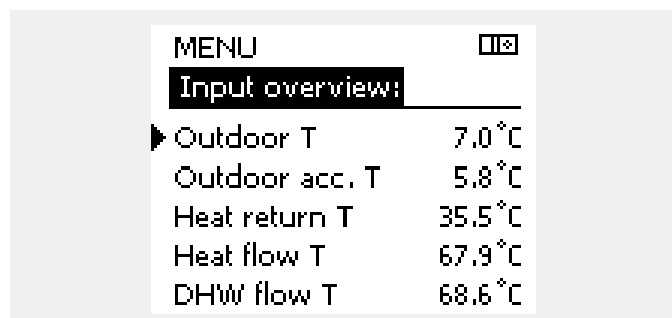 MENU
Input overview:
Outdoor T 7.0°C
Outdoor acc. T 5.8°C
Heat return T 35.5°C
Heat flow T 67.9°C
DHW flow T 68.6°C